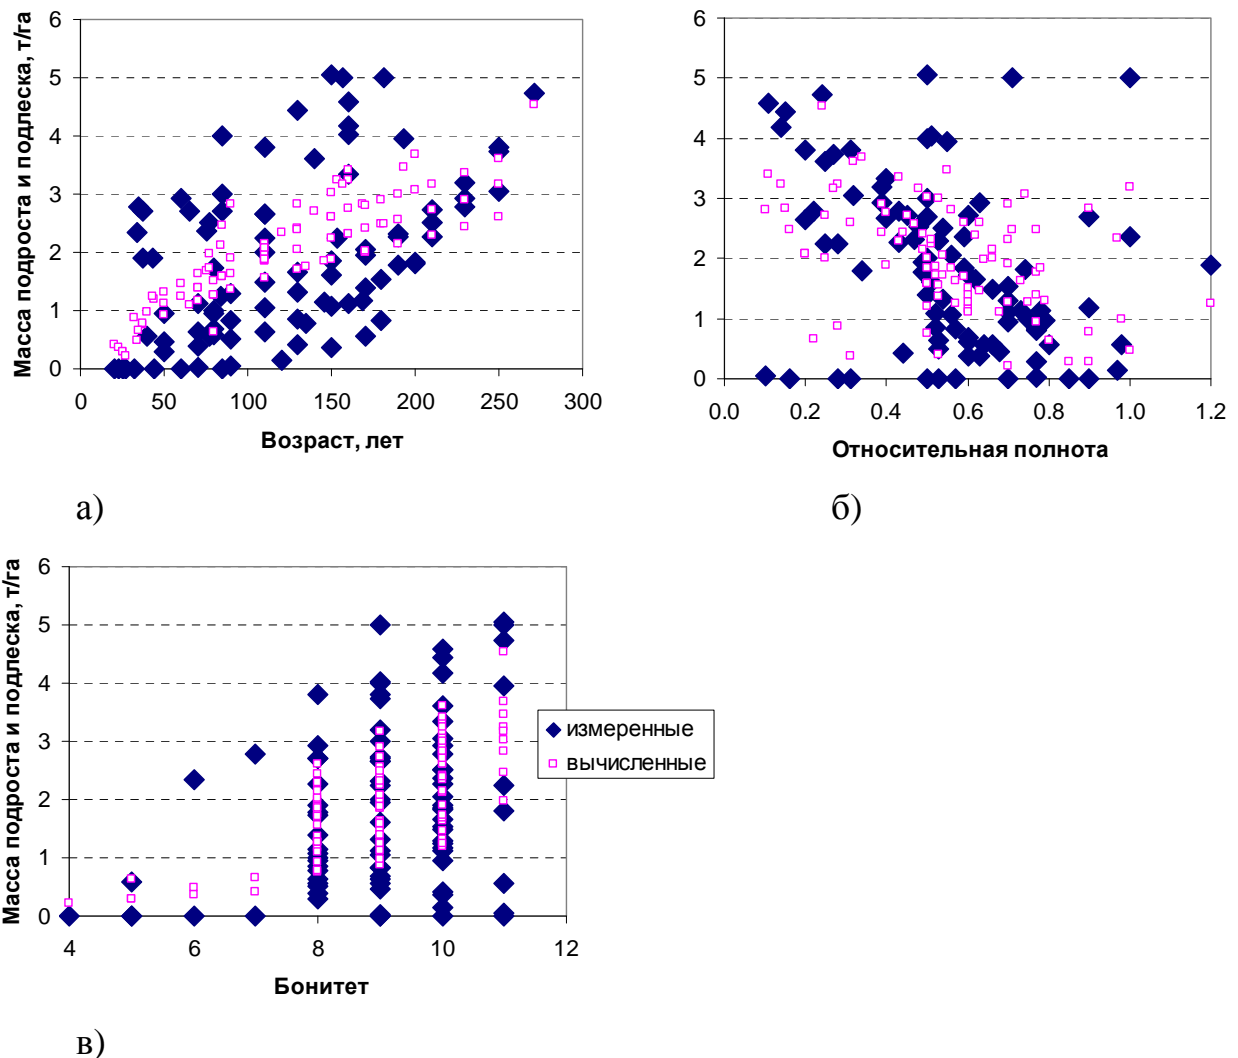 Масса подроста и подлеска, т/га
6
5
4
3
2
1
0
0 50 100 150 200 250 300
Возраст, лет
а)
6
5
4
3
2
1
0
0.0 0.2 0.4 0.6 0.8 1.0 1.2
Относительная полнота
б)
Масса подроста и подлеска, т/га
6
5
4
3
2
1
0
4 6 8 10 12
Бонитет
измеренные
вычисленные
в)